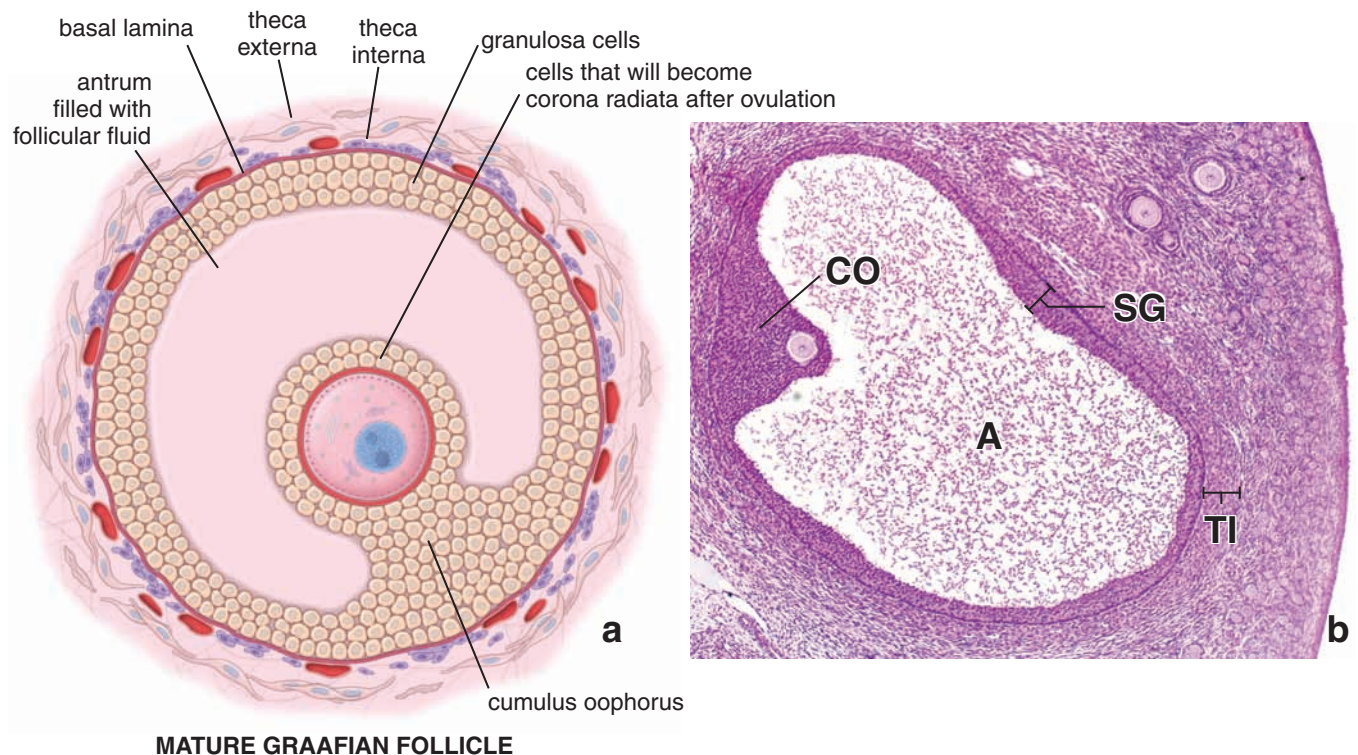 basal lamina
theca
externa
theca
interna
granulosa cells
cells that will become
corona radiata after ovulation
antrum
filled with
follicular fluid
CO
SG
A
TI
a
b
cumulus oophorus
MATURE GRAAFIAN FOLLICLE